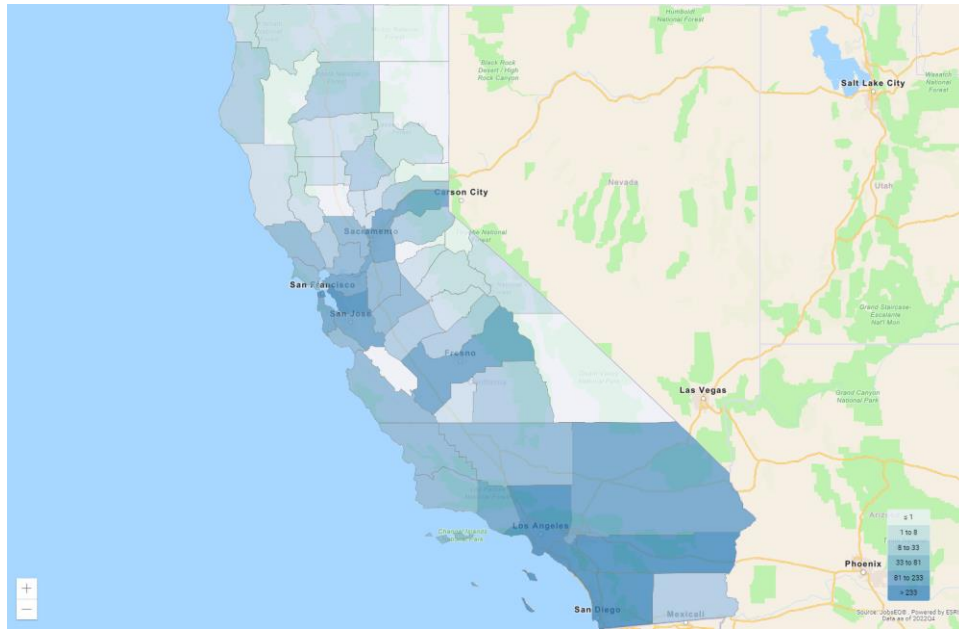 Humboldt
National Forest
Black Rock
Desert / High
Rock Canyon
Salt Lake City
Wasatch
National
Forest
Nevada
Utah
Carson City
Sacramento
San Francisco
San Jose
Fresno
Grand Staircase-
Escalante
Nat'l Mon
Las Vegas
Grand Canyon
National Park
Los Angeles
Channel Islands
San Diego
Mexicali
Phoenix
≤ 1
1 to 8
8 to 33
33 to 81
81 to 233
> 233
+
−
Source: JobsEQ®, Powered by ESRI
Data as of 2022Q4